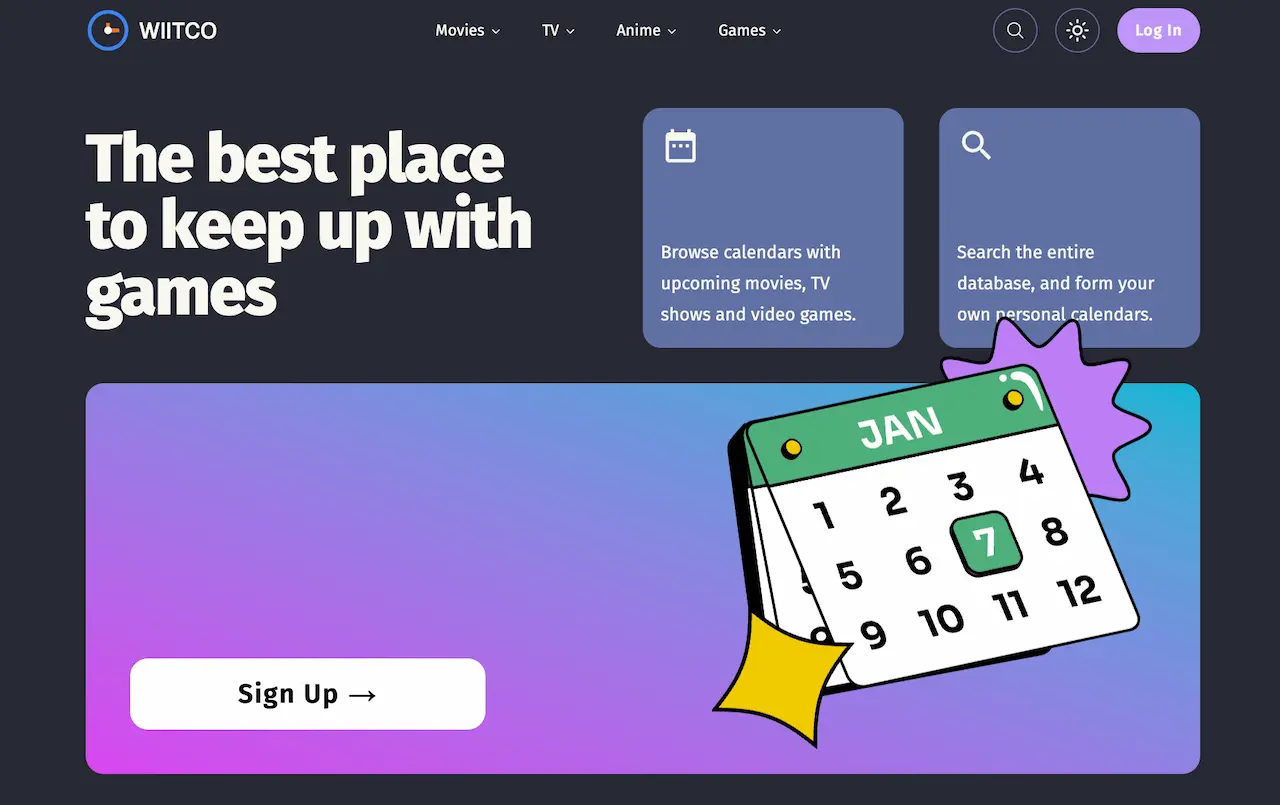 WIITCO
Movies
TV
Anime
Games
Log In
The best place
to keep up with
games
Browse calendars with
upcoming movies, TV
shows and video games.
Search the entire
database, and form your
own personal calendars.
JAN
1 2 3 4
5 6 7 8
9 10 11 12
Sign Up →